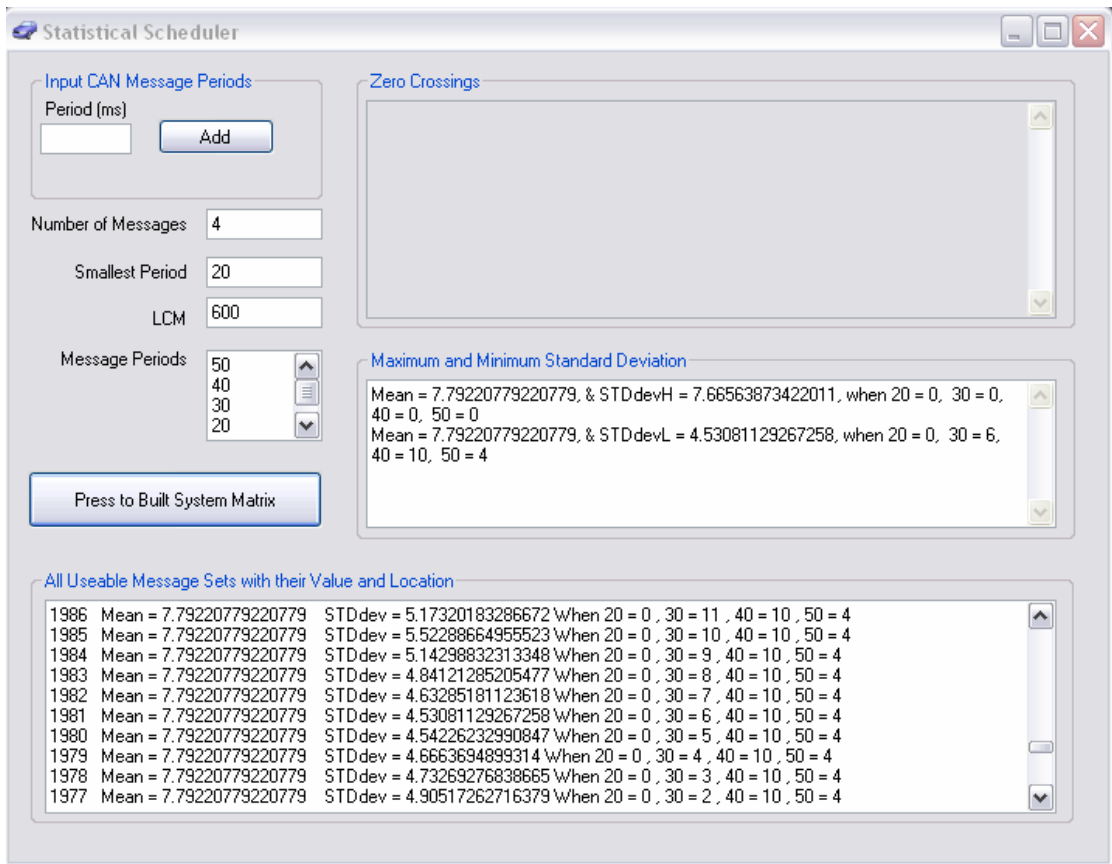 Statistical Scheduler
Input CAN Message Periods
Period (ms)
Add
Number of Messages 4
Smallest Period 20
LCM 600
Message Periods 50
40
30
20
Press to Built System Matrix
Zero Crossings
Maximum and Minimum Standard Deviation
Mean = 7.79220779220779, & STDdevH = 7.66563873422011, when 20 = 0, 30 = 0,
40 = 0, 50 = 0
Mean = 7.79220779220779, & STDdevL = 4.53081129267258, when 20 = 0, 30 = 6,
40 = 10, 50 = 4
All Useable Message Sets with their Value and Location
1986 Mean = 7.79220779220779 STDdev = 5.17320183286672 When 20 = 0 , 30 = 11 , 40 = 10 , 50 = 4
1985 Mean = 7.79220779220779 STDdev = 5.52288664955523 When 20 = 0 , 30 = 10 , 40 = 10 , 50 = 4
1984 Mean = 7.79220779220779 STDdev = 5.14298832313348 When 20 = 0 , 30 = 9 , 40 = 10 , 50 = 4
1983 Mean = 7.79220779220779 STDdev = 4.84121285205477 When 20 = 0 , 30 = 8 , 40 = 10 , 50 = 4
1982 Mean = 7.79220779220779 STDdev = 4.63285181123618 When 20 = 0 , 30 = 7 , 40 = 10 , 50 = 4
1981 Mean = 7.79220779220779 STDdev = 4.53081129267258 When 20 = 0 , 30 = 6 , 40 = 10 , 50 = 4
1980 Mean = 7.79220779220779 STDdev = 4.54226232990847 When 20 = 0 , 30 = 5 , 40 = 10 , 50 = 4
1979 Mean = 7.79220779220779 STDdev = 4.6663694899314 When 20 = 0 , 30 = 4 , 40 = 10 , 50 = 4
1978 Mean = 7.79220779220779 STDdev = 4.73269276838665 When 20 = 0 , 30 = 3 , 40 = 10 , 50 = 4
1977 Mean = 7.79220779220779 STDdev = 4.90517262716379 When 20 = 0 , 30 = 2 , 40 = 10 , 50 = 4